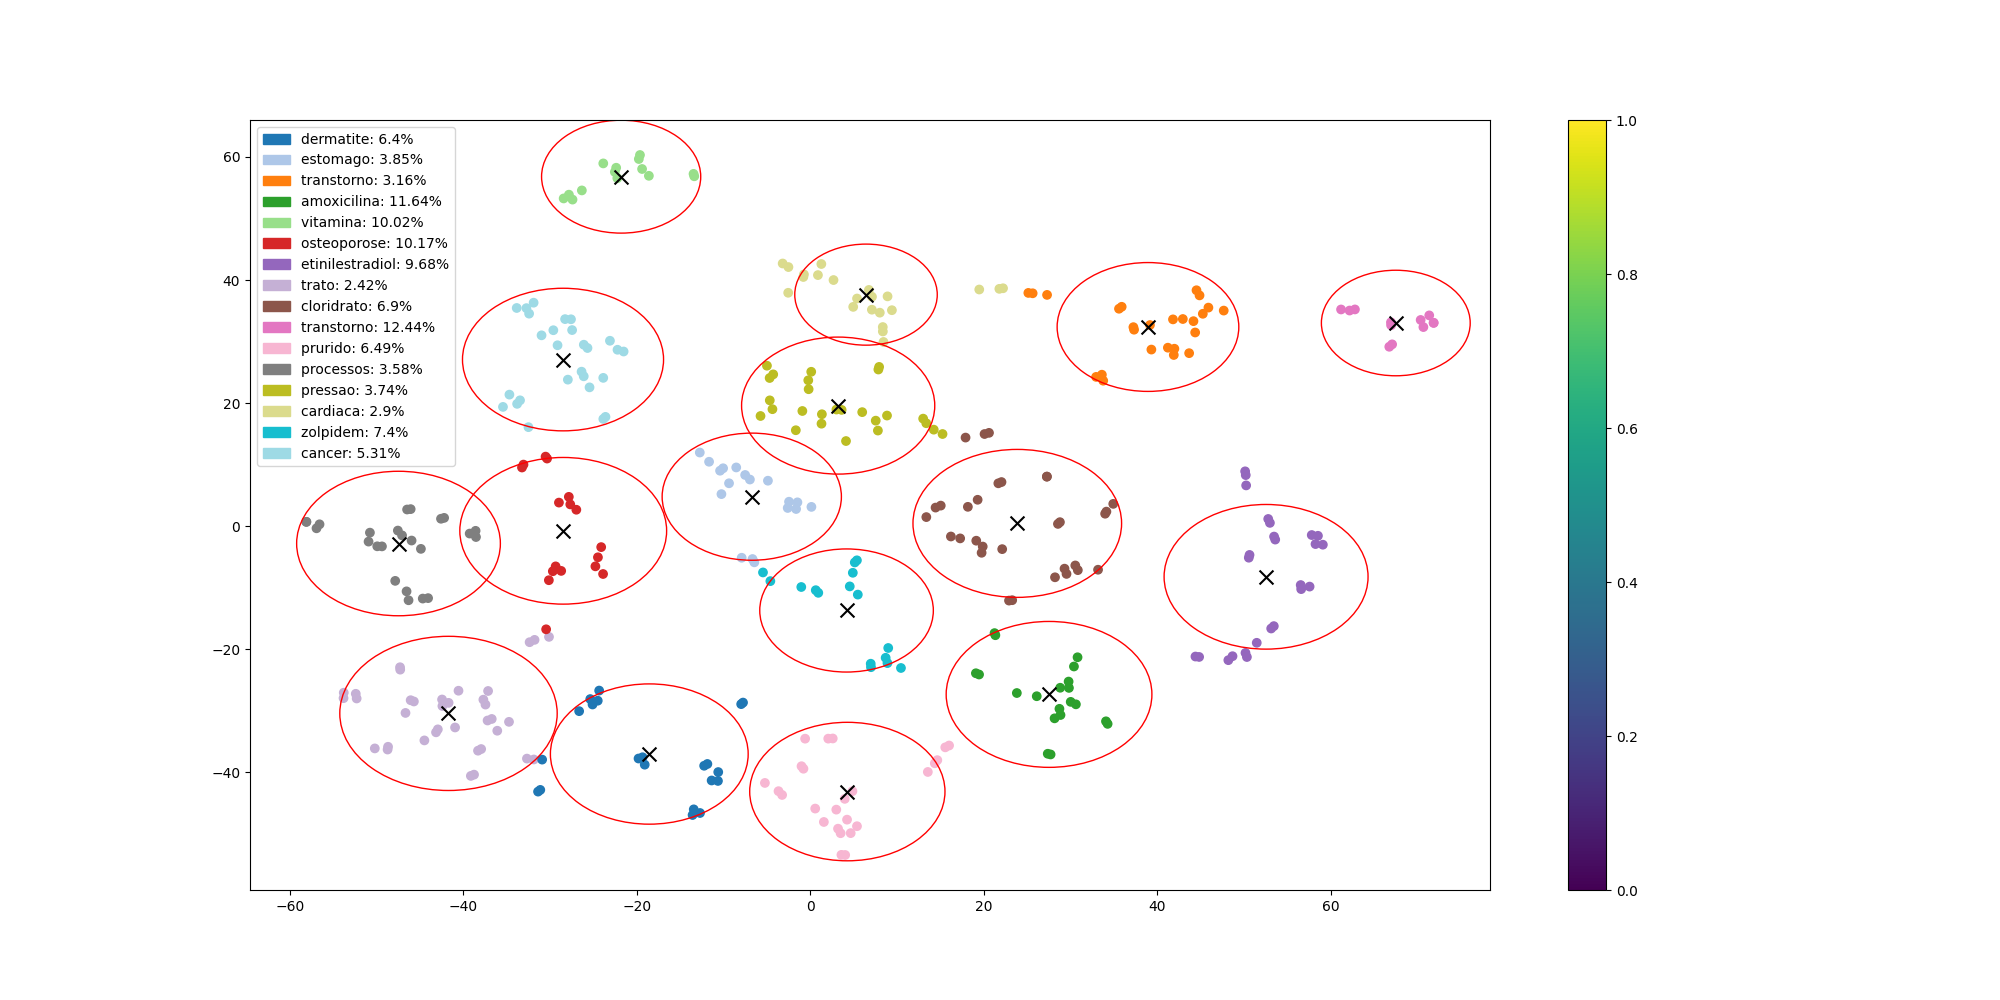 dermatite: 6.4%
estomago: 3.85%
transtorno: 3.16%
amoxicilina: 11.64%
vitamina: 10.02%
osteoporose: 10.17%
etinilestradiol: 9.68%
trato: 2.42%
cloridrato: 6.9%
transtorno: 12.44%
prurido: 6.49%
processos: 3.58%
pressao: 3.74%
cardiaca: 2.9%
zolpidem: 7.4%
cancer: 5.31%
60
40
20
0
−20
−40
−60 −40 −20 0 20 40 60
1.0
0.8
0.6
0.4
0.2
0.0